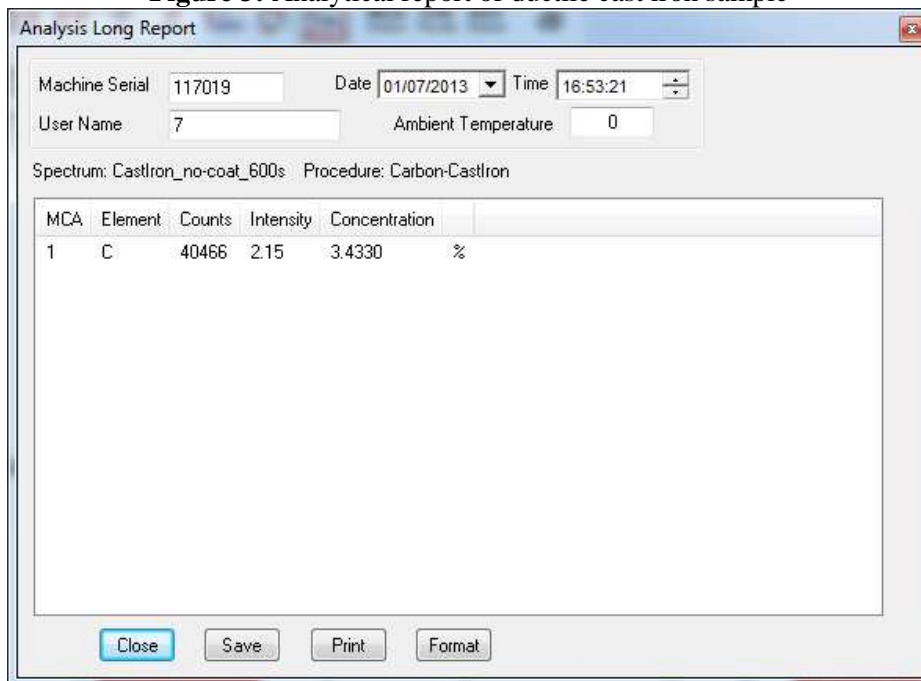 Figure 3. Analytical report of ductile cast iron sample
Analysis Long Report
Machine Serial 117019 Date 01/07/2013 Time 16:53:21
User Name 7 Ambient Temperature 0
Spectrum: CastIron_no-coat_600s Procedure: Carbon-CastIron
MCA Element Counts Intensity Concentration
1 C 40466 2.15 3.4330 %
Close Save Print Format